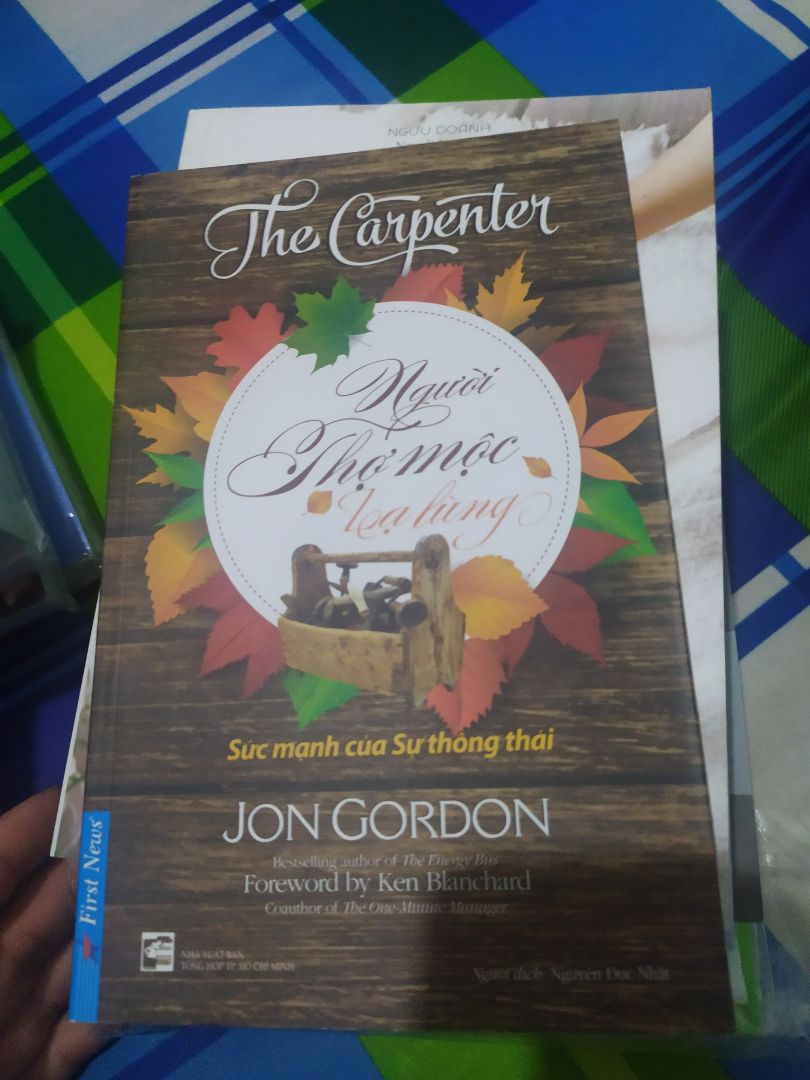 NGƯU DOANH
The Carpenter
Người
Thợ mộc
Lạ lùng
Sức mạnh của Sự thông thái
JON GORDON
Bestselling author of The Energy Bus
Foreword by Ken Blanchard
Coauthor of The One-Minute Manager
First News
NHÀ XUẤT BẢN
TỔNG HỢP TP. HỒ CHÍ MINH
Người dịch: Nguyễn Đức Nhật